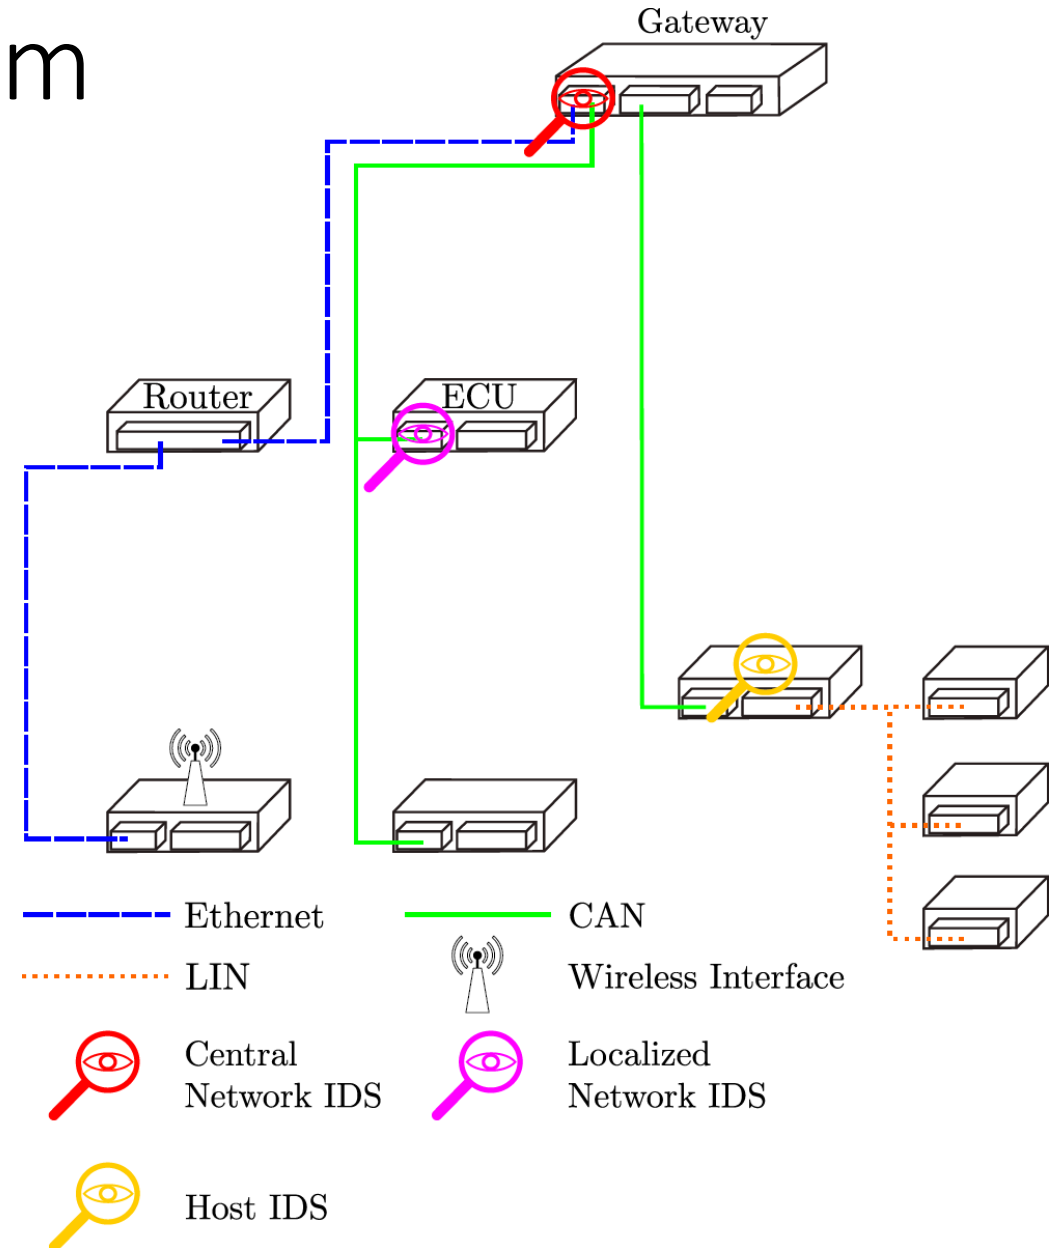 m
Gateway
Router
ECU
Ethernet
CAN
LIN
Wireless Interface
Central
Network IDS
Localized
Network IDS
Host IDS